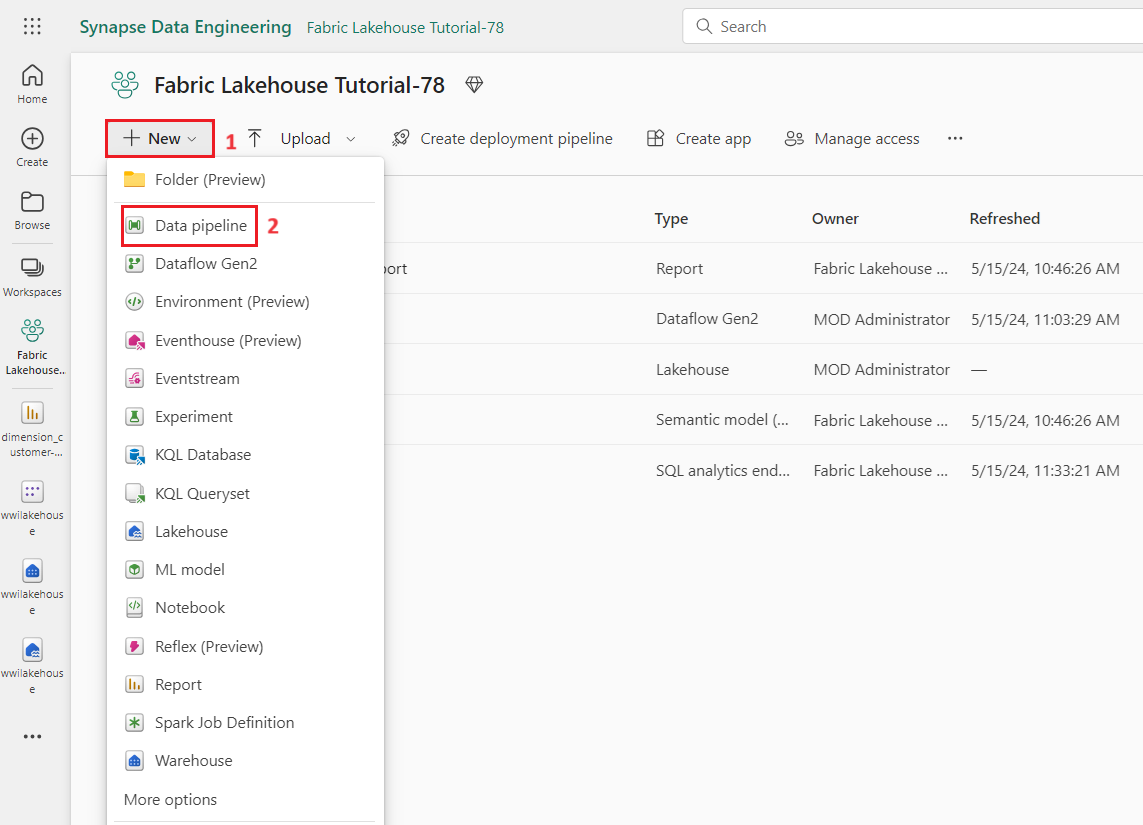 Synapse Data Engineering Fabric Lakehouse Tutorial-78 Search
Home
Create
Browse
Workspaces
Fabric
Lakehouse...
dimension_c
ustomer-...
wwilakehous
e
wwilakehous
e
wwilakehous
e
Fabric Lakehouse Tutorial-78
New 1 Upload Create deployment pipeline Create app Manage access ...
Folder (Preview)
Data pipeline 2
Dataflow Gen2
Environment (Preview)
Eventhouse (Preview)
Eventstream
Experiment
KQL Database
KQL Queryset
Lakehouse
ML model
Notebook
Reflex (Preview)
Report
Spark Job Definition
Warehouse
More options
Type Owner Refreshed
port Report Fabric Lakehouse ... 5/15/24, 10:46:26 AM
Dataflow Gen2 MOD Administrator 5/15/24, 11:03:29 AM
Lakehouse MOD Administrator —
Semantic model (... Fabric Lakehouse ... 5/15/24, 10:46:26 AM
SQL analytics end... Fabric Lakehouse ... 5/15/24, 11:33:21 AM